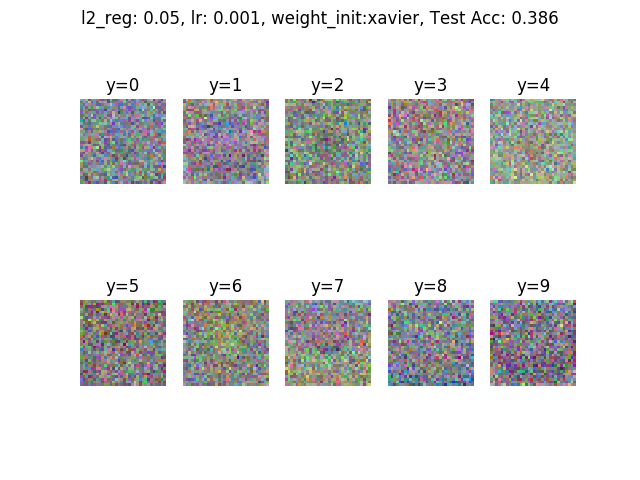 l2_reg: 0.05, lr: 0.001, weight_init:xavier, Test Acc: 0.386
y=0 y=1 y=2 y=3 y=4
y=5 y=6 y=7 y=8 y=9